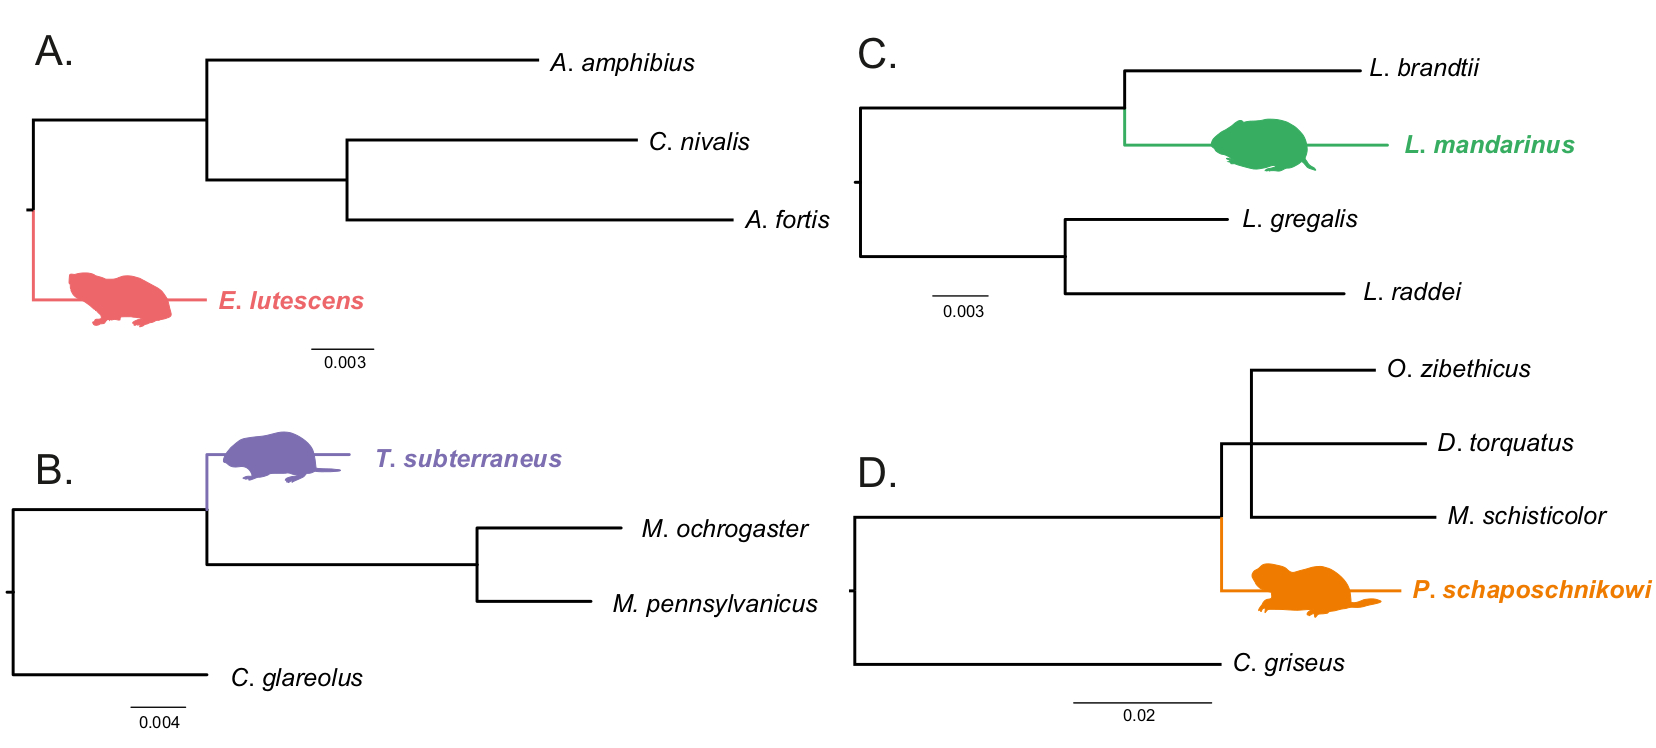 A.
A. amphibius
C. nivalis
A. fortis
E. lutescens
0.003
B.
T. subterraneus
M. ochrogaster
M. pennsylvanicus
C. glareolus
0.004
C.
L. brandtii
L. mandarinus
L. gregalis
L. raddei
0.003
D.
O. zibethicus
D. torquatus
M. schisticolor
P. schaposchnikowi
C. griseus
0.02